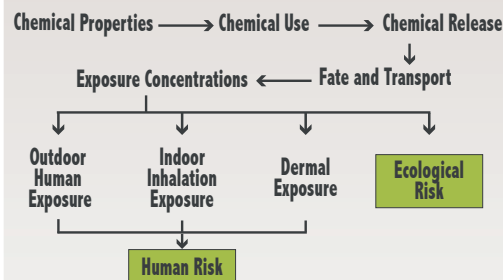 Chemical Properties Chemical Use Chemical Release
Exposure Concentrations Fate and Transport
Outdoor
Human
Exposure
Indoor
Inhalation
Exposure
Dermal
Exposure
Ecological
Risk
Human Risk